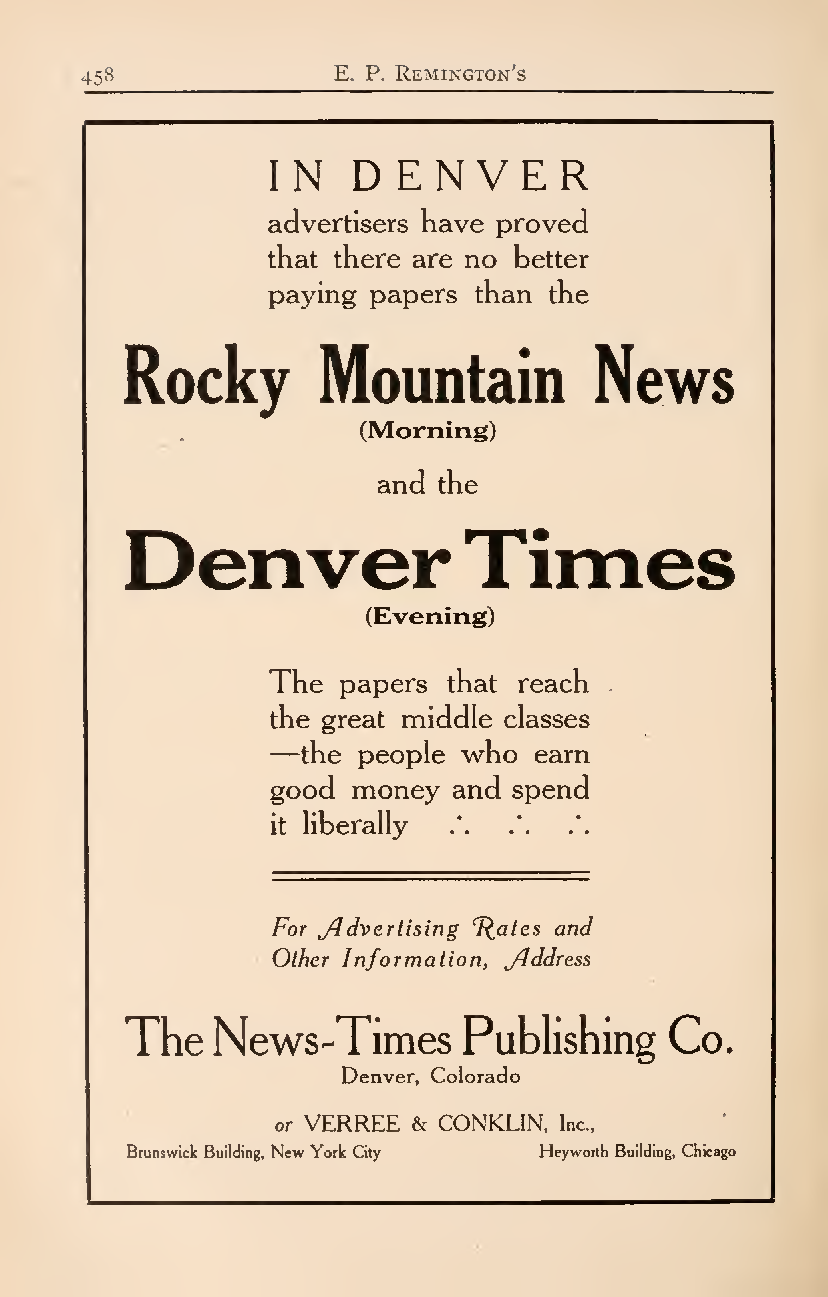 458 E. P. Remington's
IN DENVER
advertisers have proved
that there are no better
paying papers than the
Rocky Mountain News
(Morning)
and the
Denver Times
(Evening)
The papers that reach
the great middle classes
—the people who earn
good money and spend
it liberally ∴ ∴ ∴
For Advertising Rates and
Other Information, Address
The News-Times Publishing Co.
Denver, Colorado
or VERREE & CONKLIN, Inc.,
Brunswick Building, New York City Heyworth Building, Chicago